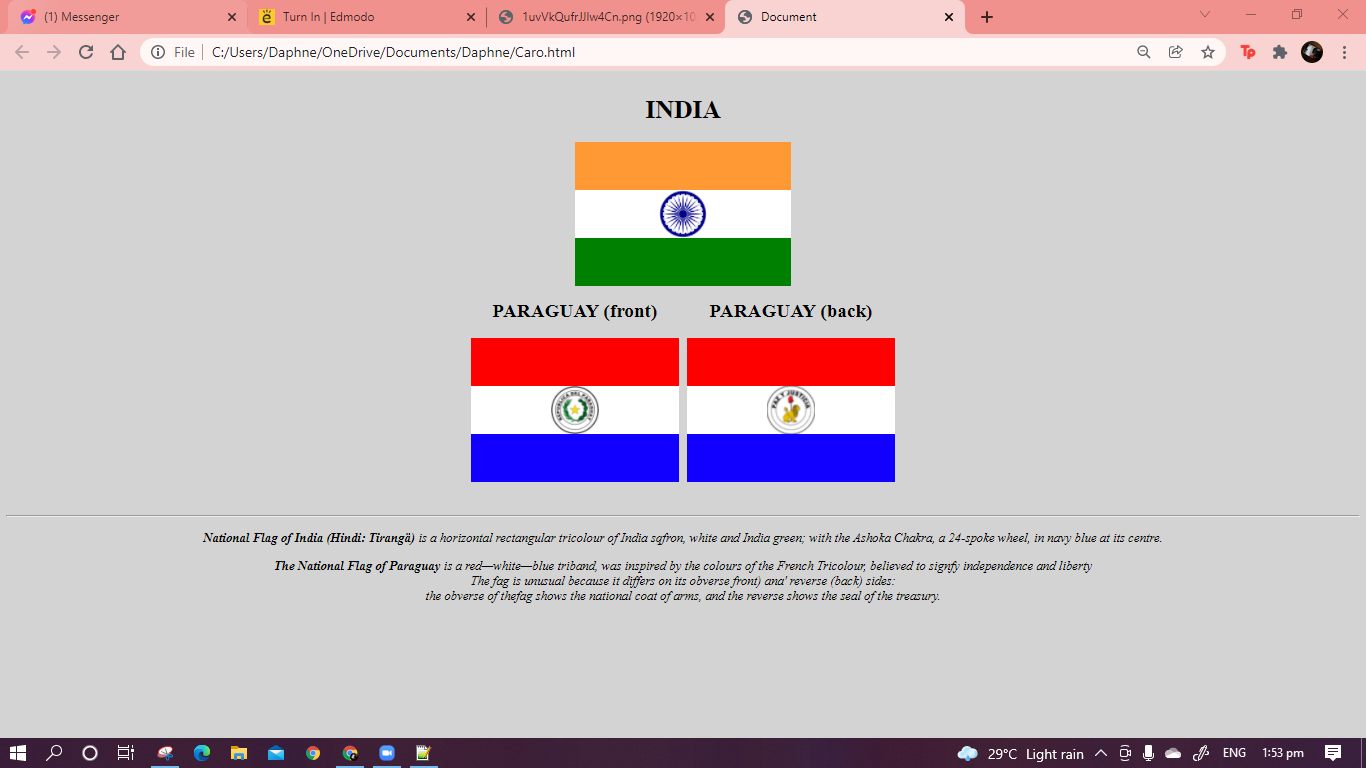 (1) Messenger
Turn In | Edmodo
1uvVkQufrJJlw4Cn.png (1920×10
Document
File
C:/Users/Daphne/OneDrive/Documents/Daphne/Caro.html
Tp
INDIA
PARAGUAY (front) PARAGUAY (back)
REPUBLICA DEL PARAGUAY
PAZ Y JUSTICIA
National Flag of India (Hindi: Tirangä) is a horizontal rectangular tricolour of India sqfron, white and India green; with the Ashoka Chakra, a 24-spoke wheel, in navy blue at its centre.
The National Flag of Paraguay is a red—white—blue triband, was inspired by the colours of the French Tricolour, believed to signfy independence and liberty
The fag is unusual because it differs on its obverse front) ana' reverse (back) sides:
the obverse of thefag shows the national coat of arms, and the reverse shows the seal of the treasury.
29°C Light rain
ENG
1:53 pm